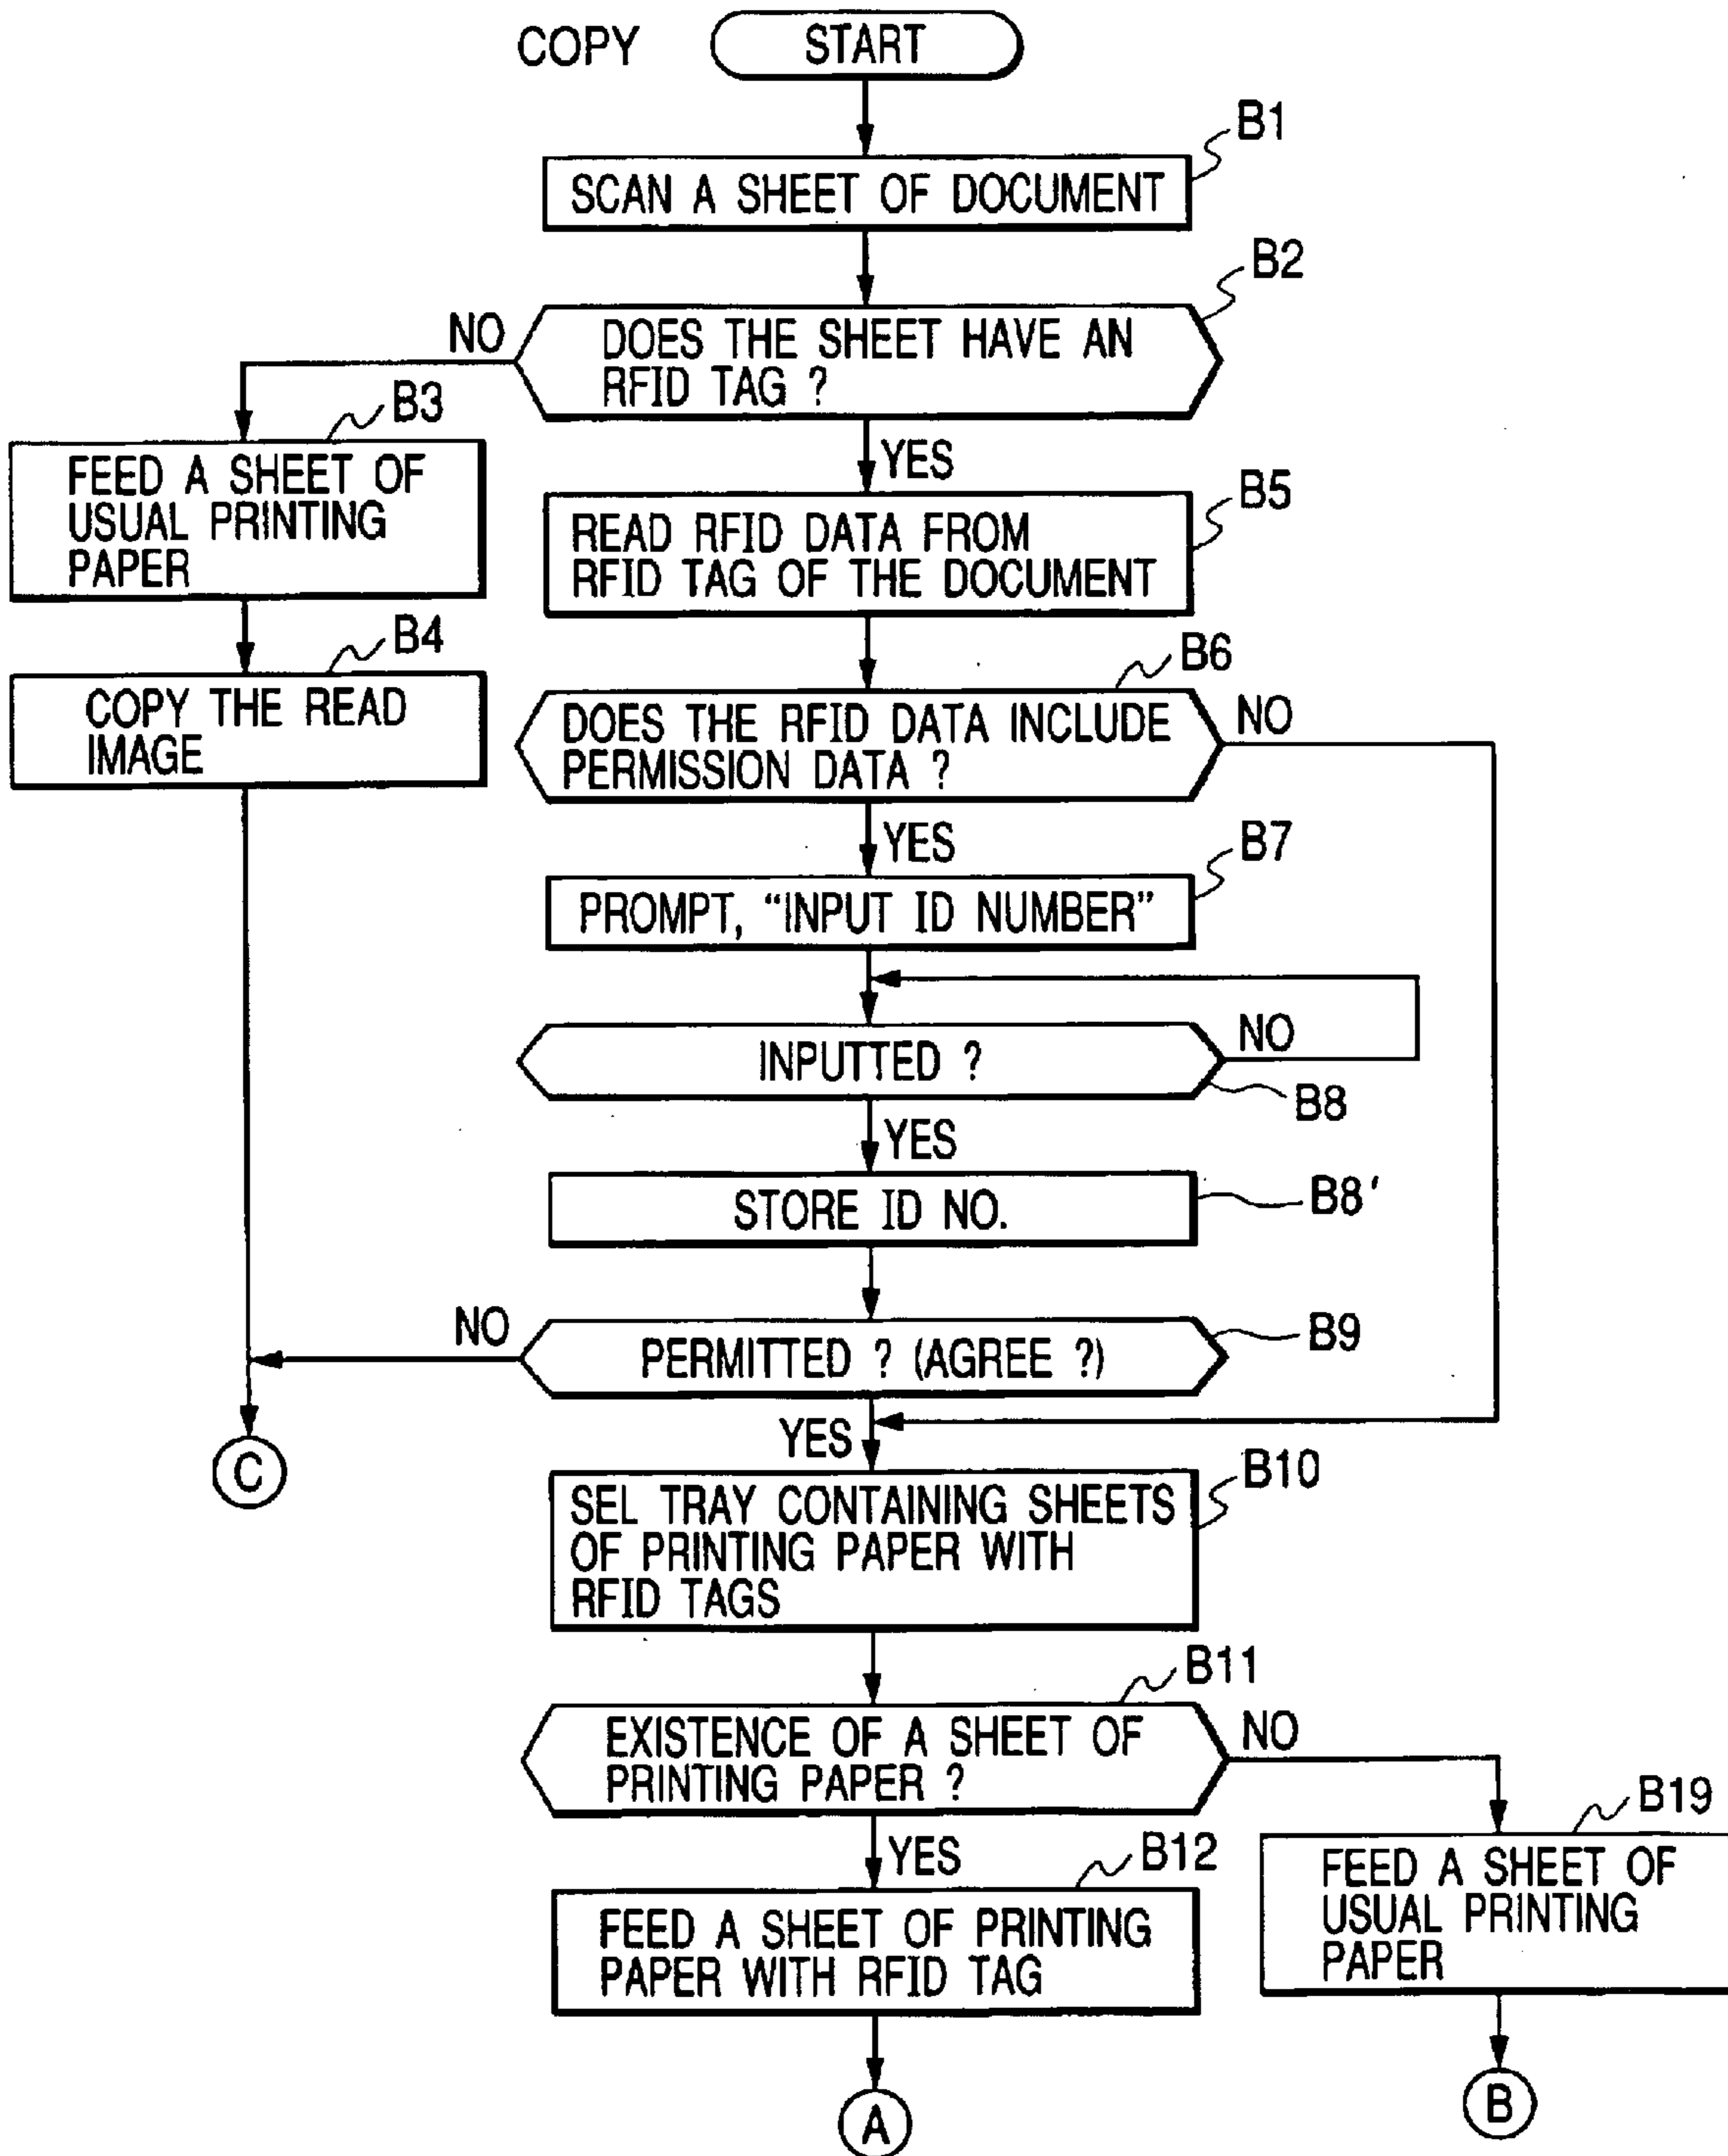 COPY
START
B1
SCAN A SHEET OF DOCUMENT
B2
NO
DOES THE SHEET HAVE AN
RFID TAG ?
B3
YES
FEED A SHEET OF
USUAL PRINTING
PAPER
B5
READ RFID DATA FROM
RFID TAG OF THE DOCUMENT
B4
COPY THE READ
IMAGE
B6
DOES THE RFID DATA INCLUDE
PERMISSION DATA ?
NO
YES
B7
PROMPT, “INPUT ID NUMBER”
INPUTTED ?
NO
B8
YES
STORE ID NO.
B8'
NO
PERMITTED ? (AGREE ?)
B9
YES
C
B10
SEL TRAY CONTAINING SHEETS
OF PRINTING PAPER WITH
RFID TAGS
B11
EXISTENCE OF A SHEET OF
PRINTING PAPER ?
NO
YES
B12
B19
FEED A SHEET OF PRINTING
PAPER WITH RFID TAG
FEED A SHEET OF
USUAL PRINTING
PAPER
A
B